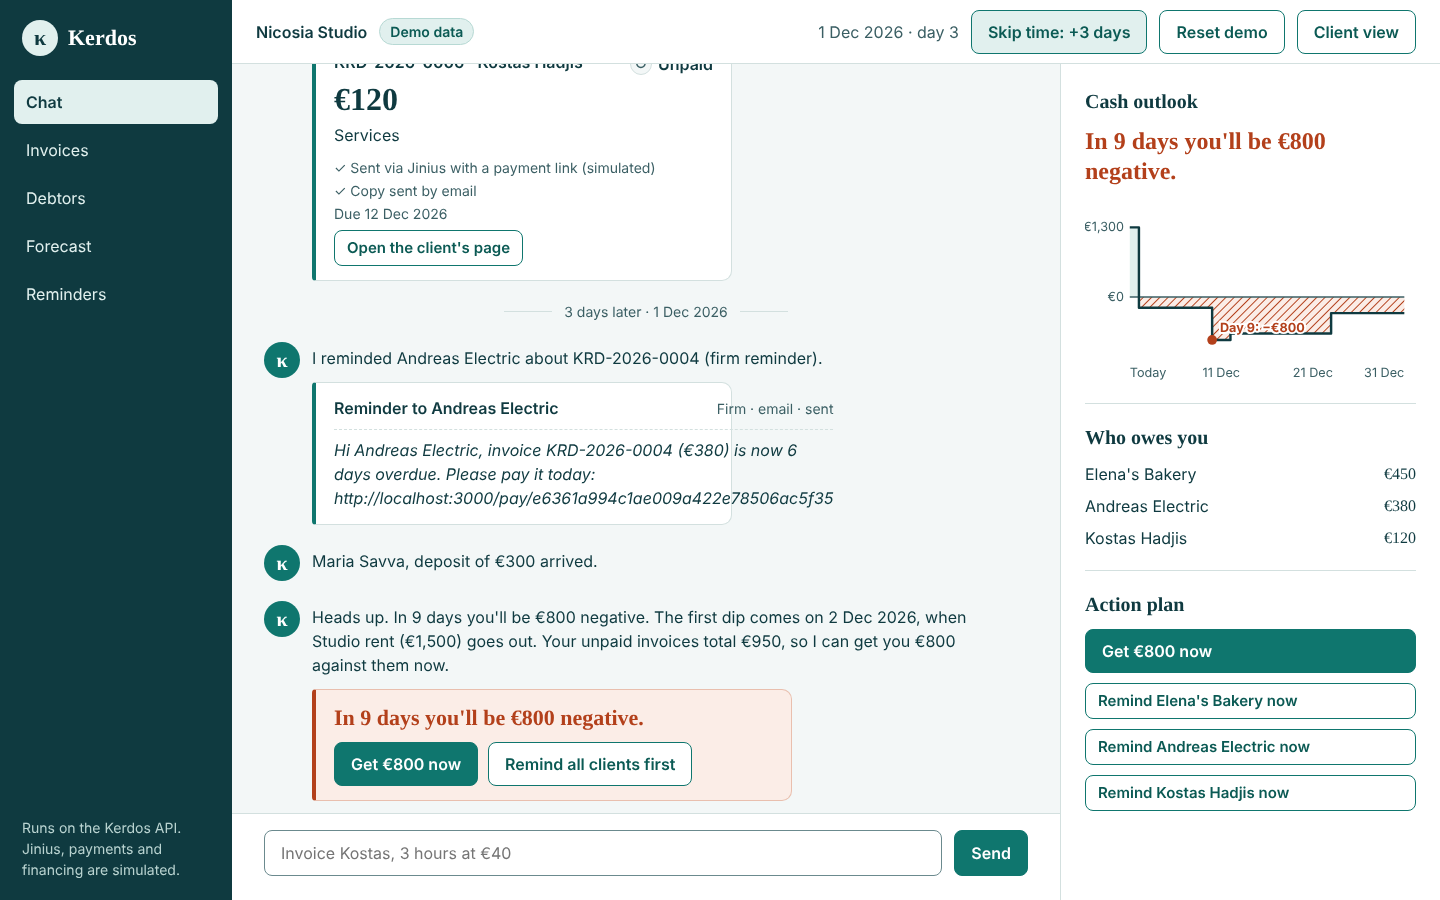 κ Kerdos
Chat
Invoices
Debtors
Forecast
Reminders
Runs on the Kerdos API.
Jinius, payments and
financing are simulated.
Nicosia Studio Demo data
1 Dec 2026 · day 3 Skip time: +3 days Reset demo Client view
KRD-2026-0006 · Kostas Hadjis Unpaid
€120
Services
✓ Sent via Jinius with a payment link (simulated)
✓ Copy sent by email
Due 12 Dec 2026
Open the client's page
3 days later · 1 Dec 2026
κ I reminded Andreas Electric about KRD-2026-0004 (firm reminder).
Reminder to Andreas Electric Firm · email · sent
Hi Andreas Electric, invoice KRD-2026-0004 (€380) is now 6
days overdue. Please pay it today:
http://localhost:3000/pay/e6361a994c1ae009a422e78506ac5f35
κ Maria Savva, deposit of €300 arrived.
κ Heads up. In 9 days you'll be €800 negative. The first dip comes on 2 Dec 2026, when
Studio rent (€1,500) goes out. Your unpaid invoices total €950, so I can get you €800
against them now.
In 9 days you'll be €800 negative.
Get €800 now Remind all clients first
Invoice Kostas, 3 hours at €40 Send
Cash outlook
In 9 days you'll be €800
negative.
€1,300
€0
Day 9: −€800
Today 11 Dec 21 Dec 31 Dec
Who owes you
Elena's Bakery €450
Andreas Electric €380
Kostas Hadjis €120
Action plan
Get €800 now
Remind Elena's Bakery now
Remind Andreas Electric now
Remind Kostas Hadjis now